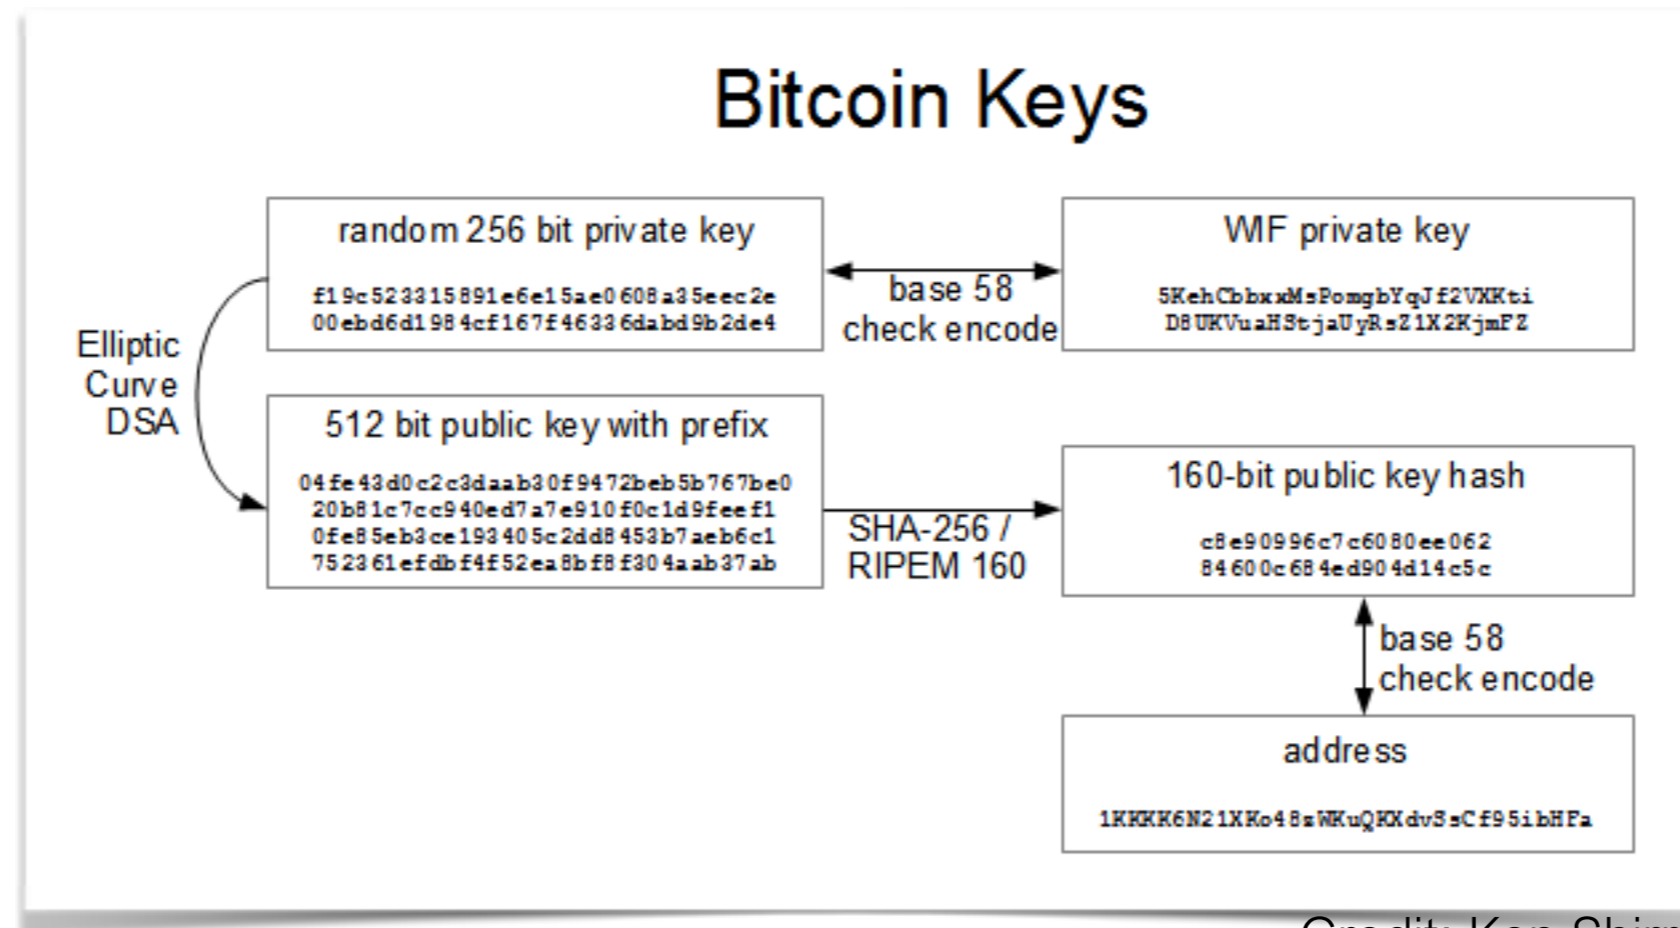 Bitcoin Keys
random 256 bit private key
f19c523315891e6e15ae0608a35eec2e
00ebd6d1984cf167f46336dabd9b2de4
base 58
check encode
WIF private key
5KehCbbxxMsPomgbYqJf2VXKti
D8UKVuaHStjaUyRsZ1X2KjmFZ
Elliptic
Curve
DSA
512 bit public key with prefix
04fe43d0c2c3daab30f9472beb5b767be0
20b81c7cc940ed7a7e910f0c1d9feef1
0fe85eb3ce193405c2dd8453b7aeb6c1
752361efdbf4f52ea8bf8f304aab37ab
SHA-256 /
RIPEM 160
160-bit public key hash
c8e90996c7c6080ee062
84600c684ed904d14c5c
base 58
check encode
address
1KKKK6N21XKo48zWKuQKXdvSsCf95ibHFa